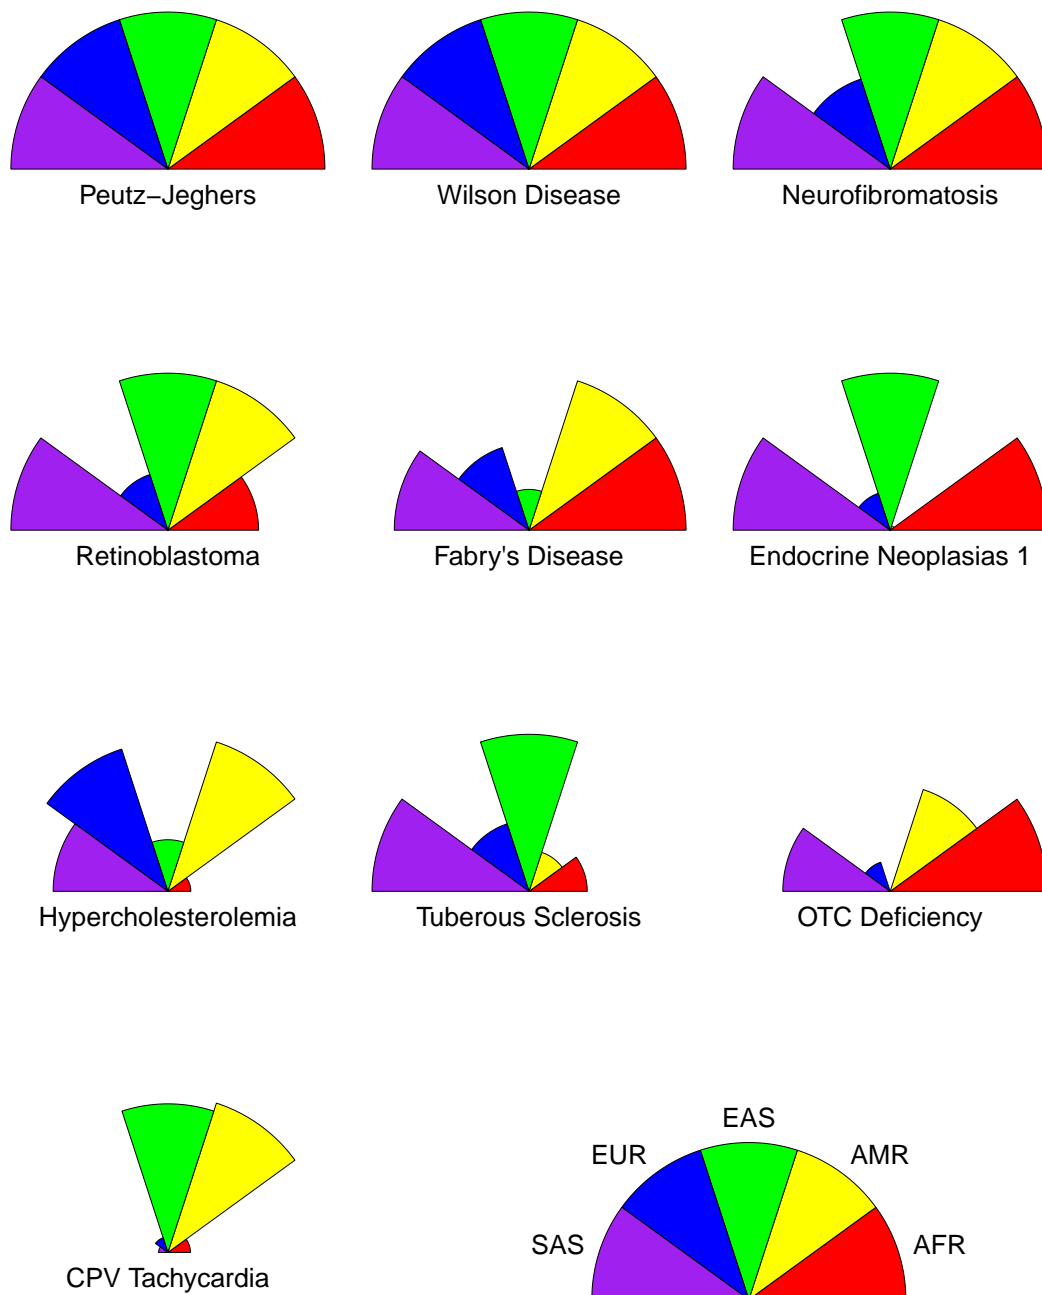 Peutz−Jeghers
Wilson Disease
Neurofibromatosis
Retinoblastoma
Fabry's Disease
Endocrine Neoplasias 1
Hypercholesterolemia
Tuberous Sclerosis
OTC Deficiency
CPV Tachycardia
EAS
EUR
AMR
SAS
AFR